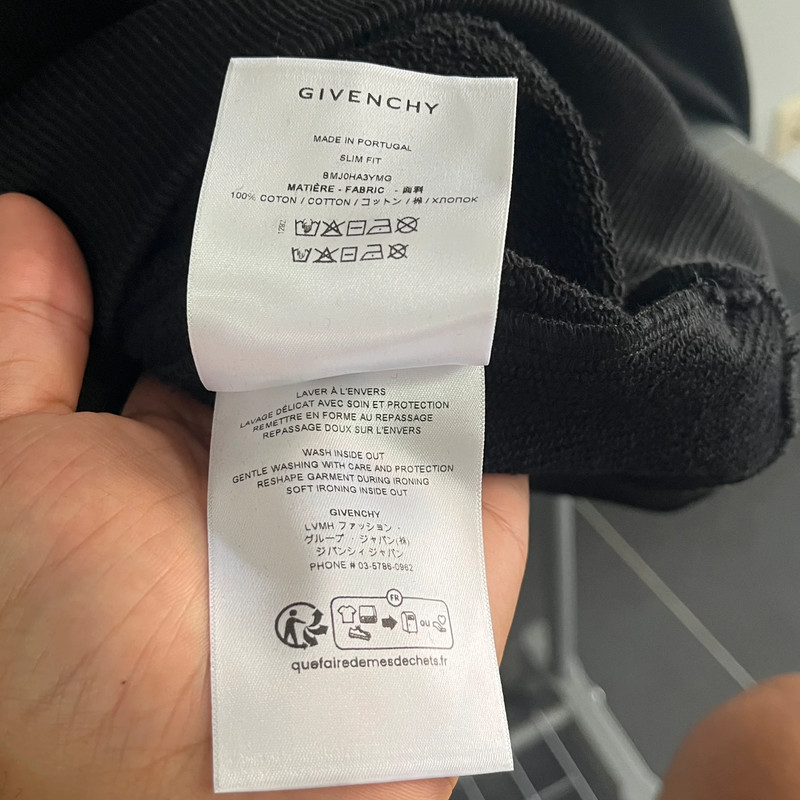 GIVENCHY
MADE IN PORTUGAL
SLIM FIT
BMJ0HA3YMG
MATIÈRE - FABRIC - 面料
100% COTON / COTTON / コットン / 棉 / ХЛОПОК
LAVER À L'ENVERS
LAVAGE DÉLICAT AVEC SOIN ET PROTECTION
REMETTRE EN FORME AU REPASSAGE
REPASSAGE DOUX SUR L'ENVERS
WASH INSIDE OUT
GENTLE WASHING WITH CARE AND PROTECTION
RESHAPE GARMENT DURING IRONING
SOFT IRONING INSIDE OUT
GIVENCHY
LVMH ファッション・
グループ・ジャパン(株)
ジバンシィジャパン
PHONE # 03-5786-0962
FR
OU
quefairedemesdechets.fr